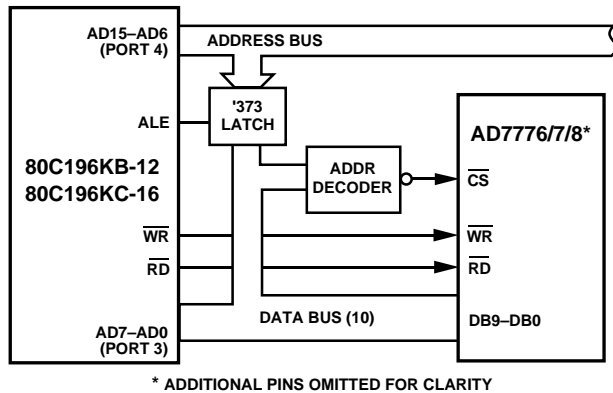 AD15–AD6
(PORT 4)
ADDRESS BUS
ALE
'373
LATCH
AD7776/7/8*
80C196KB-12
80C196KC-16
ADDR
DECODER
CS
WR
WR
RD
RD
DATA BUS (10)
DB9–DB0
AD7–AD0
(PORT 3)
* ADDITIONAL PINS OMITTED FOR CLARITY